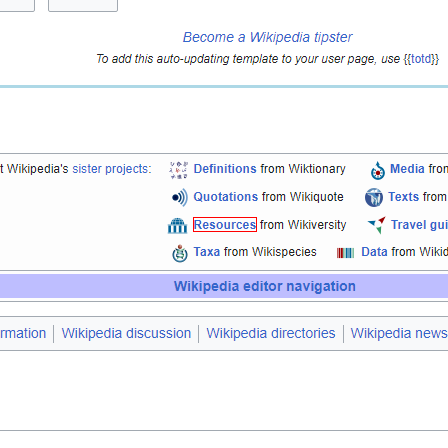 Become a Wikipedia tipster
To add this auto-updating template to your user page, use {{totd}}
t Wikipedia's sister projects:
Definitions from Wiktionary
Media from
Quotations from Wikiquote
Texts from
Resources from Wikiversity
Travel gui
Taxa from Wikispecies
Data from Wikid
Wikipedia editor navigation
rmation | Wikipedia discussion | Wikipedia directories | Wikipedia news